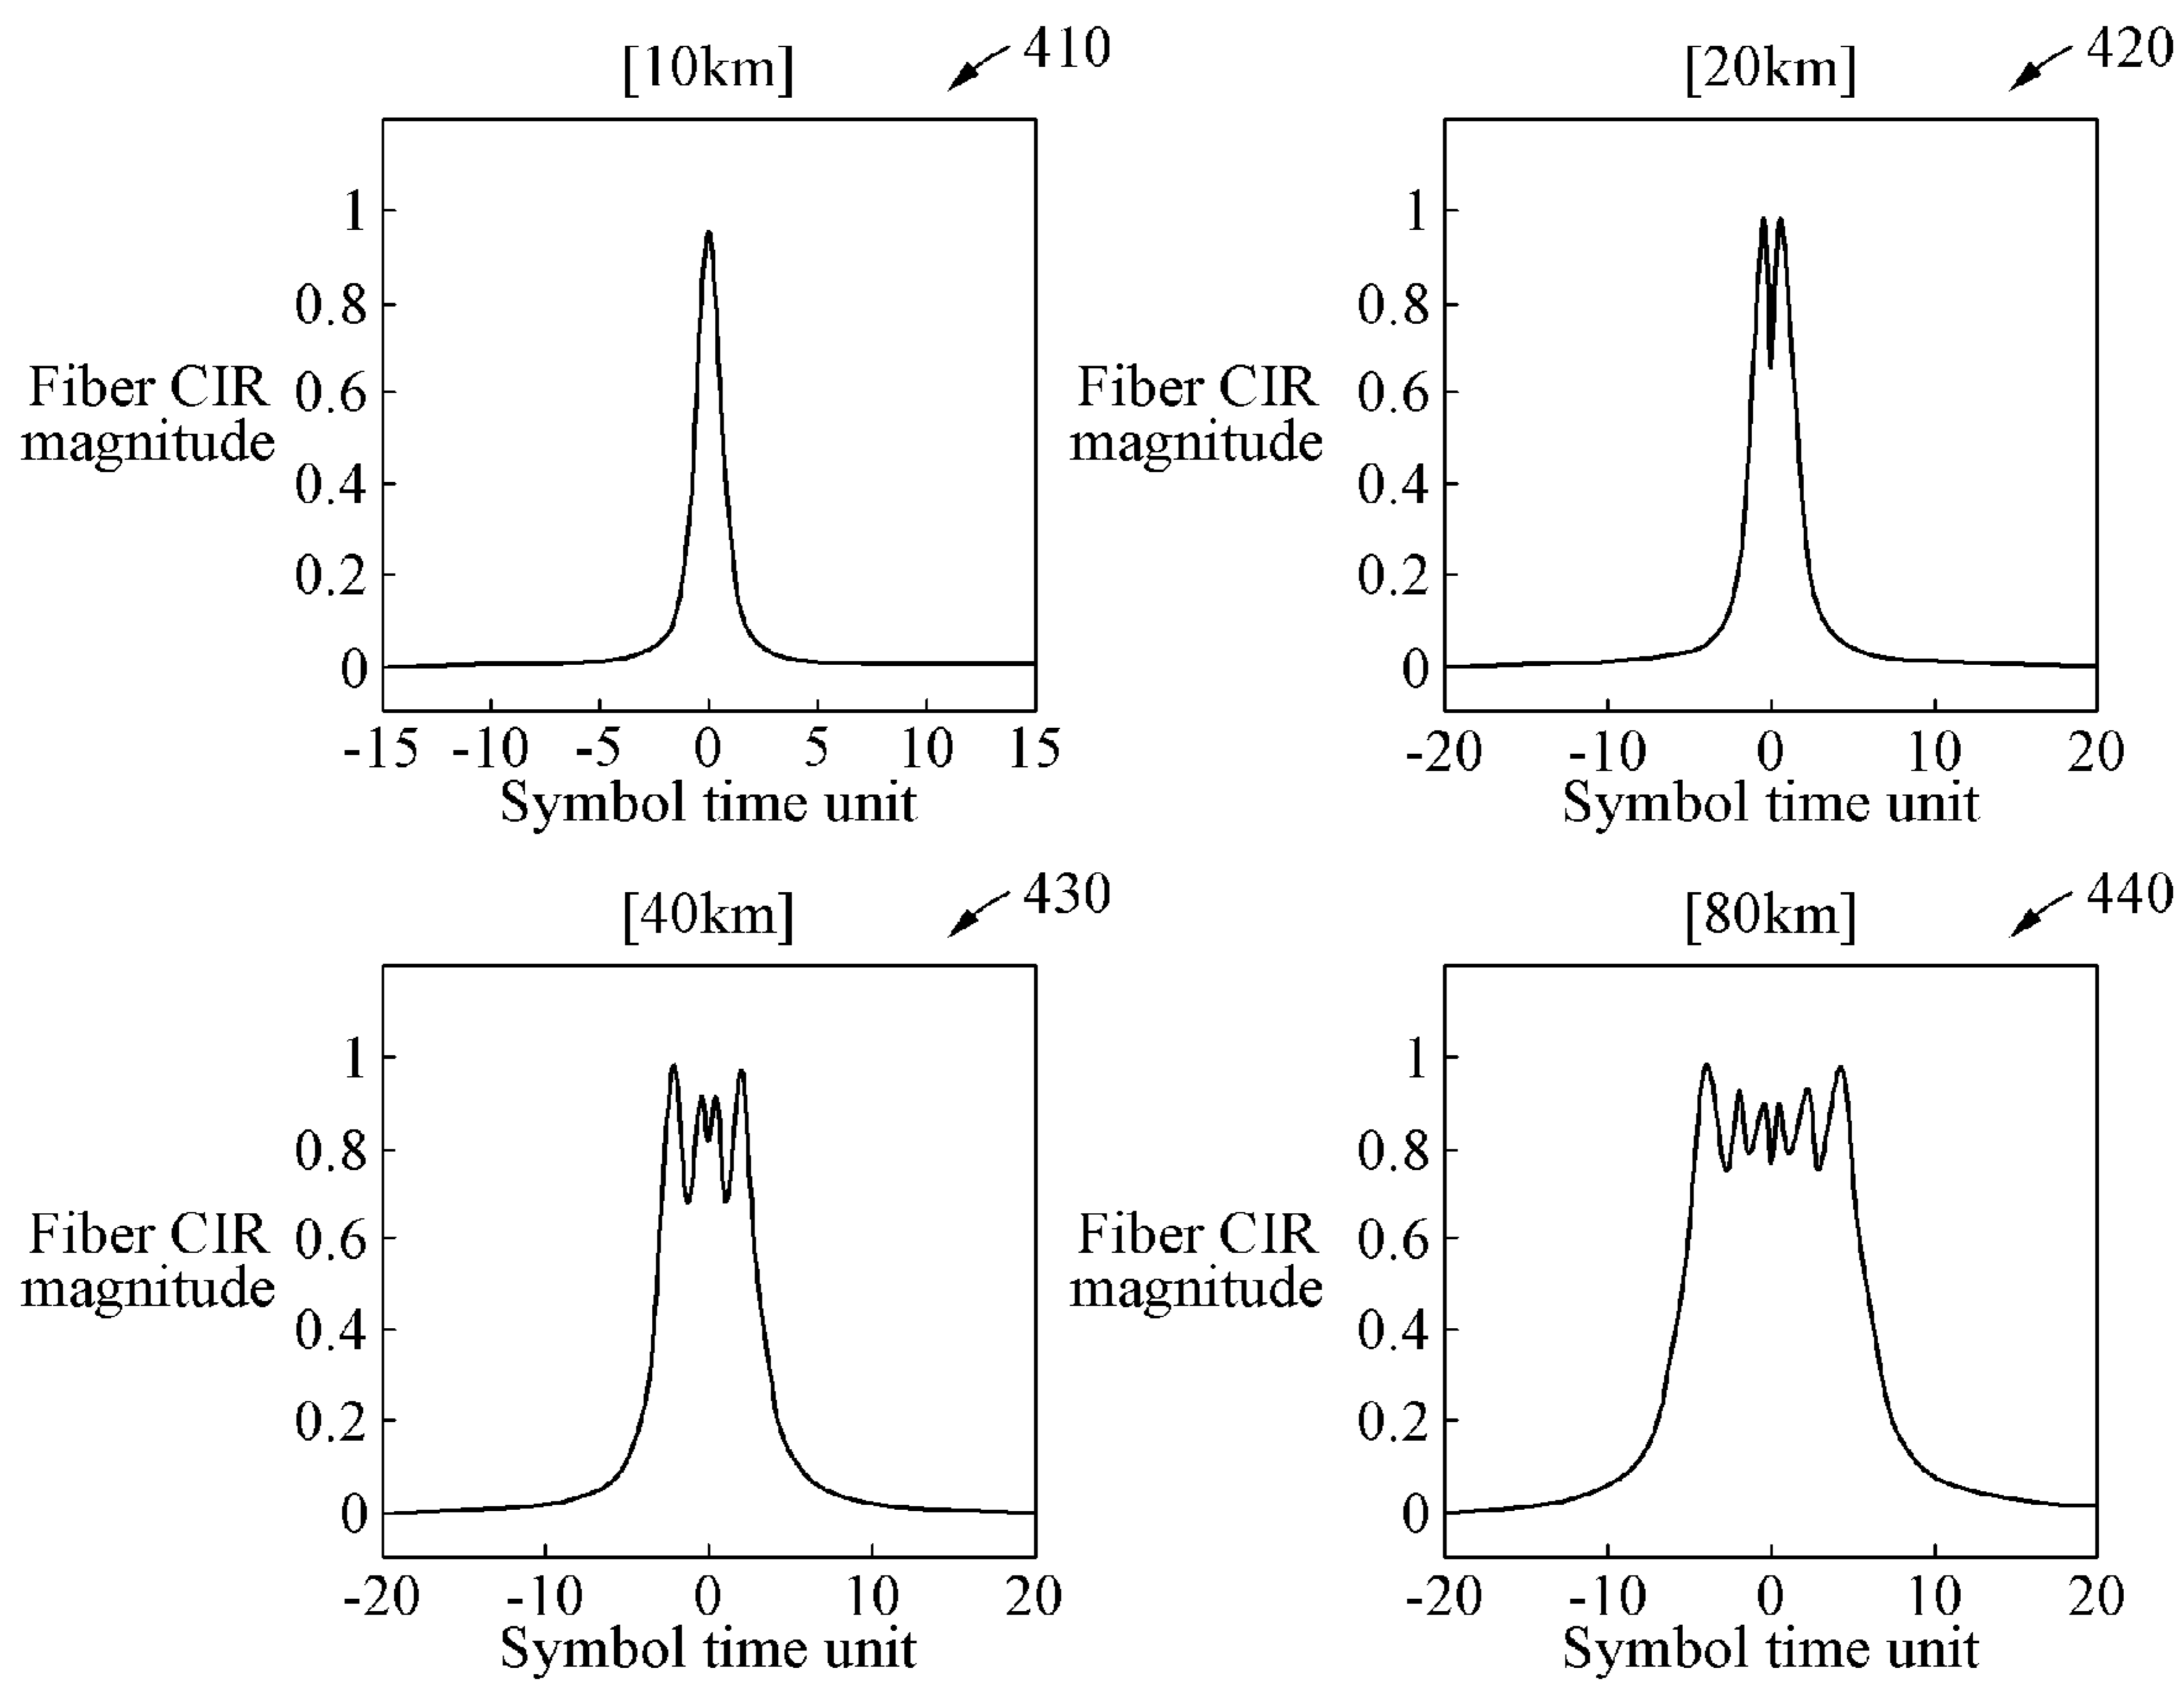 [10km]
410
1
0.8
0.6
0.4
0.2
0
Fiber CIR
magnitude
-15 -10 -5 0 5 10 15
Symbol time unit
[20km]
420
1
0.8
0.6
0.4
0.2
0
Fiber CIR
magnitude
-20 -10 0 10 20
Symbol time unit
[40km]
430
1
0.8
0.6
0.4
0.2
0
Fiber CIR
magnitude
-20 -10 0 10 20
Symbol time unit
[80km]
440
1
0.8
0.6
0.4
0.2
0
Fiber CIR
magnitude
-20 -10 0 10 20
Symbol time unit